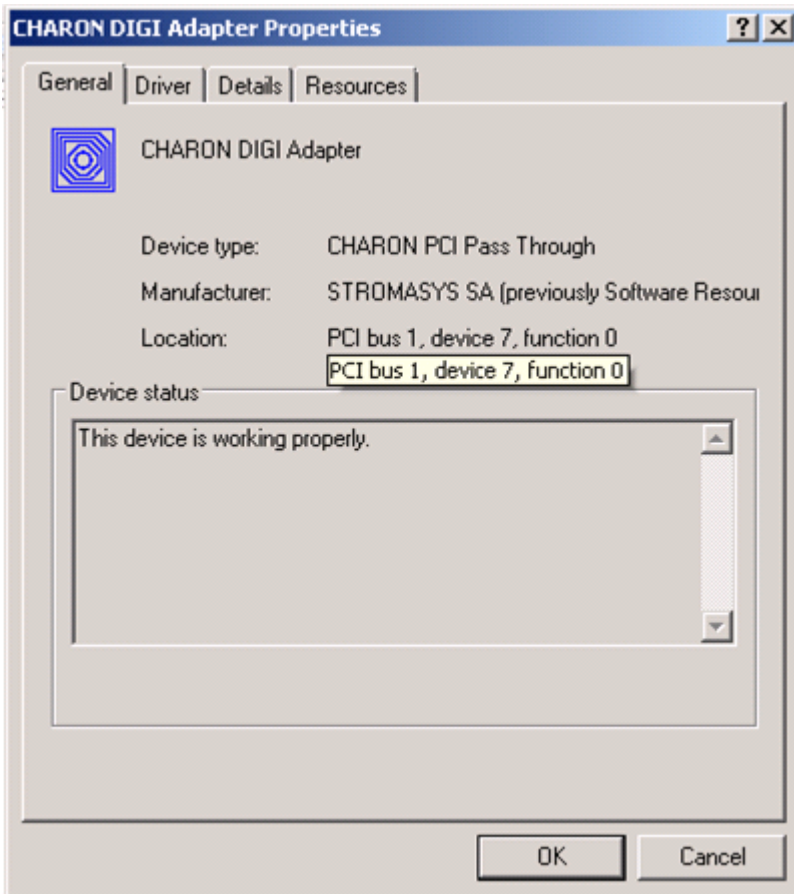 CHARON DIGI Adapter Properties
General Driver Details Resources
CHARON DIGI Adapter
Device type: CHARON PCI Pass Through
Manufacturer: STROMASYS SA (previously Software
Location: PCI bus 1, device 7, function 0
PCI bus 1, device 7, function 0
Device status
This device is working properly.
OK Cancel